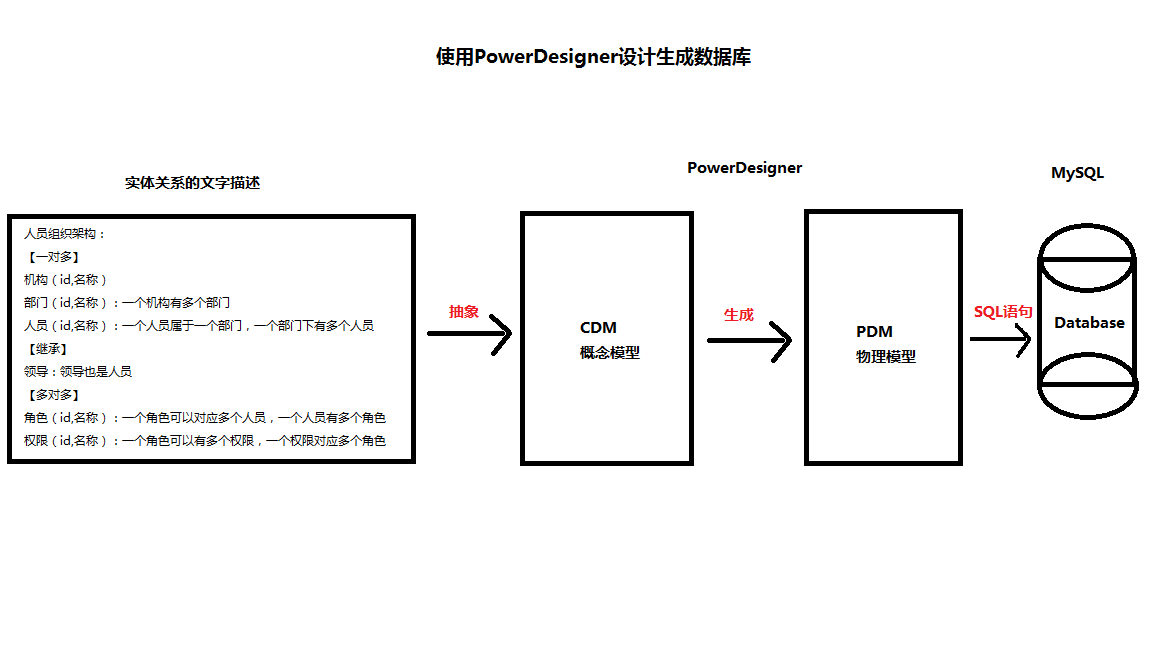 使用PowerDesigner设计生成数据库
实体关系的文字描述
PowerDesigner
MySQL
人员组织架构：
【一对多】
机构（id,名称）
部门（id,名称）：一个机构有多个部门
人员（id,名称）：一个人员属于一个部门，一个部门下有多个人员
【继承】
领导：领导也是人员
【多对多】
角色（id,名称）：一个角色可以对应多个人员，一个人员有多个角色
权限（id,名称）：一个角色可以有多个权限，一个权限对应多个角色
抽象
CDM
概念模型
生成
PDM
物理模型
SQL语句
Database